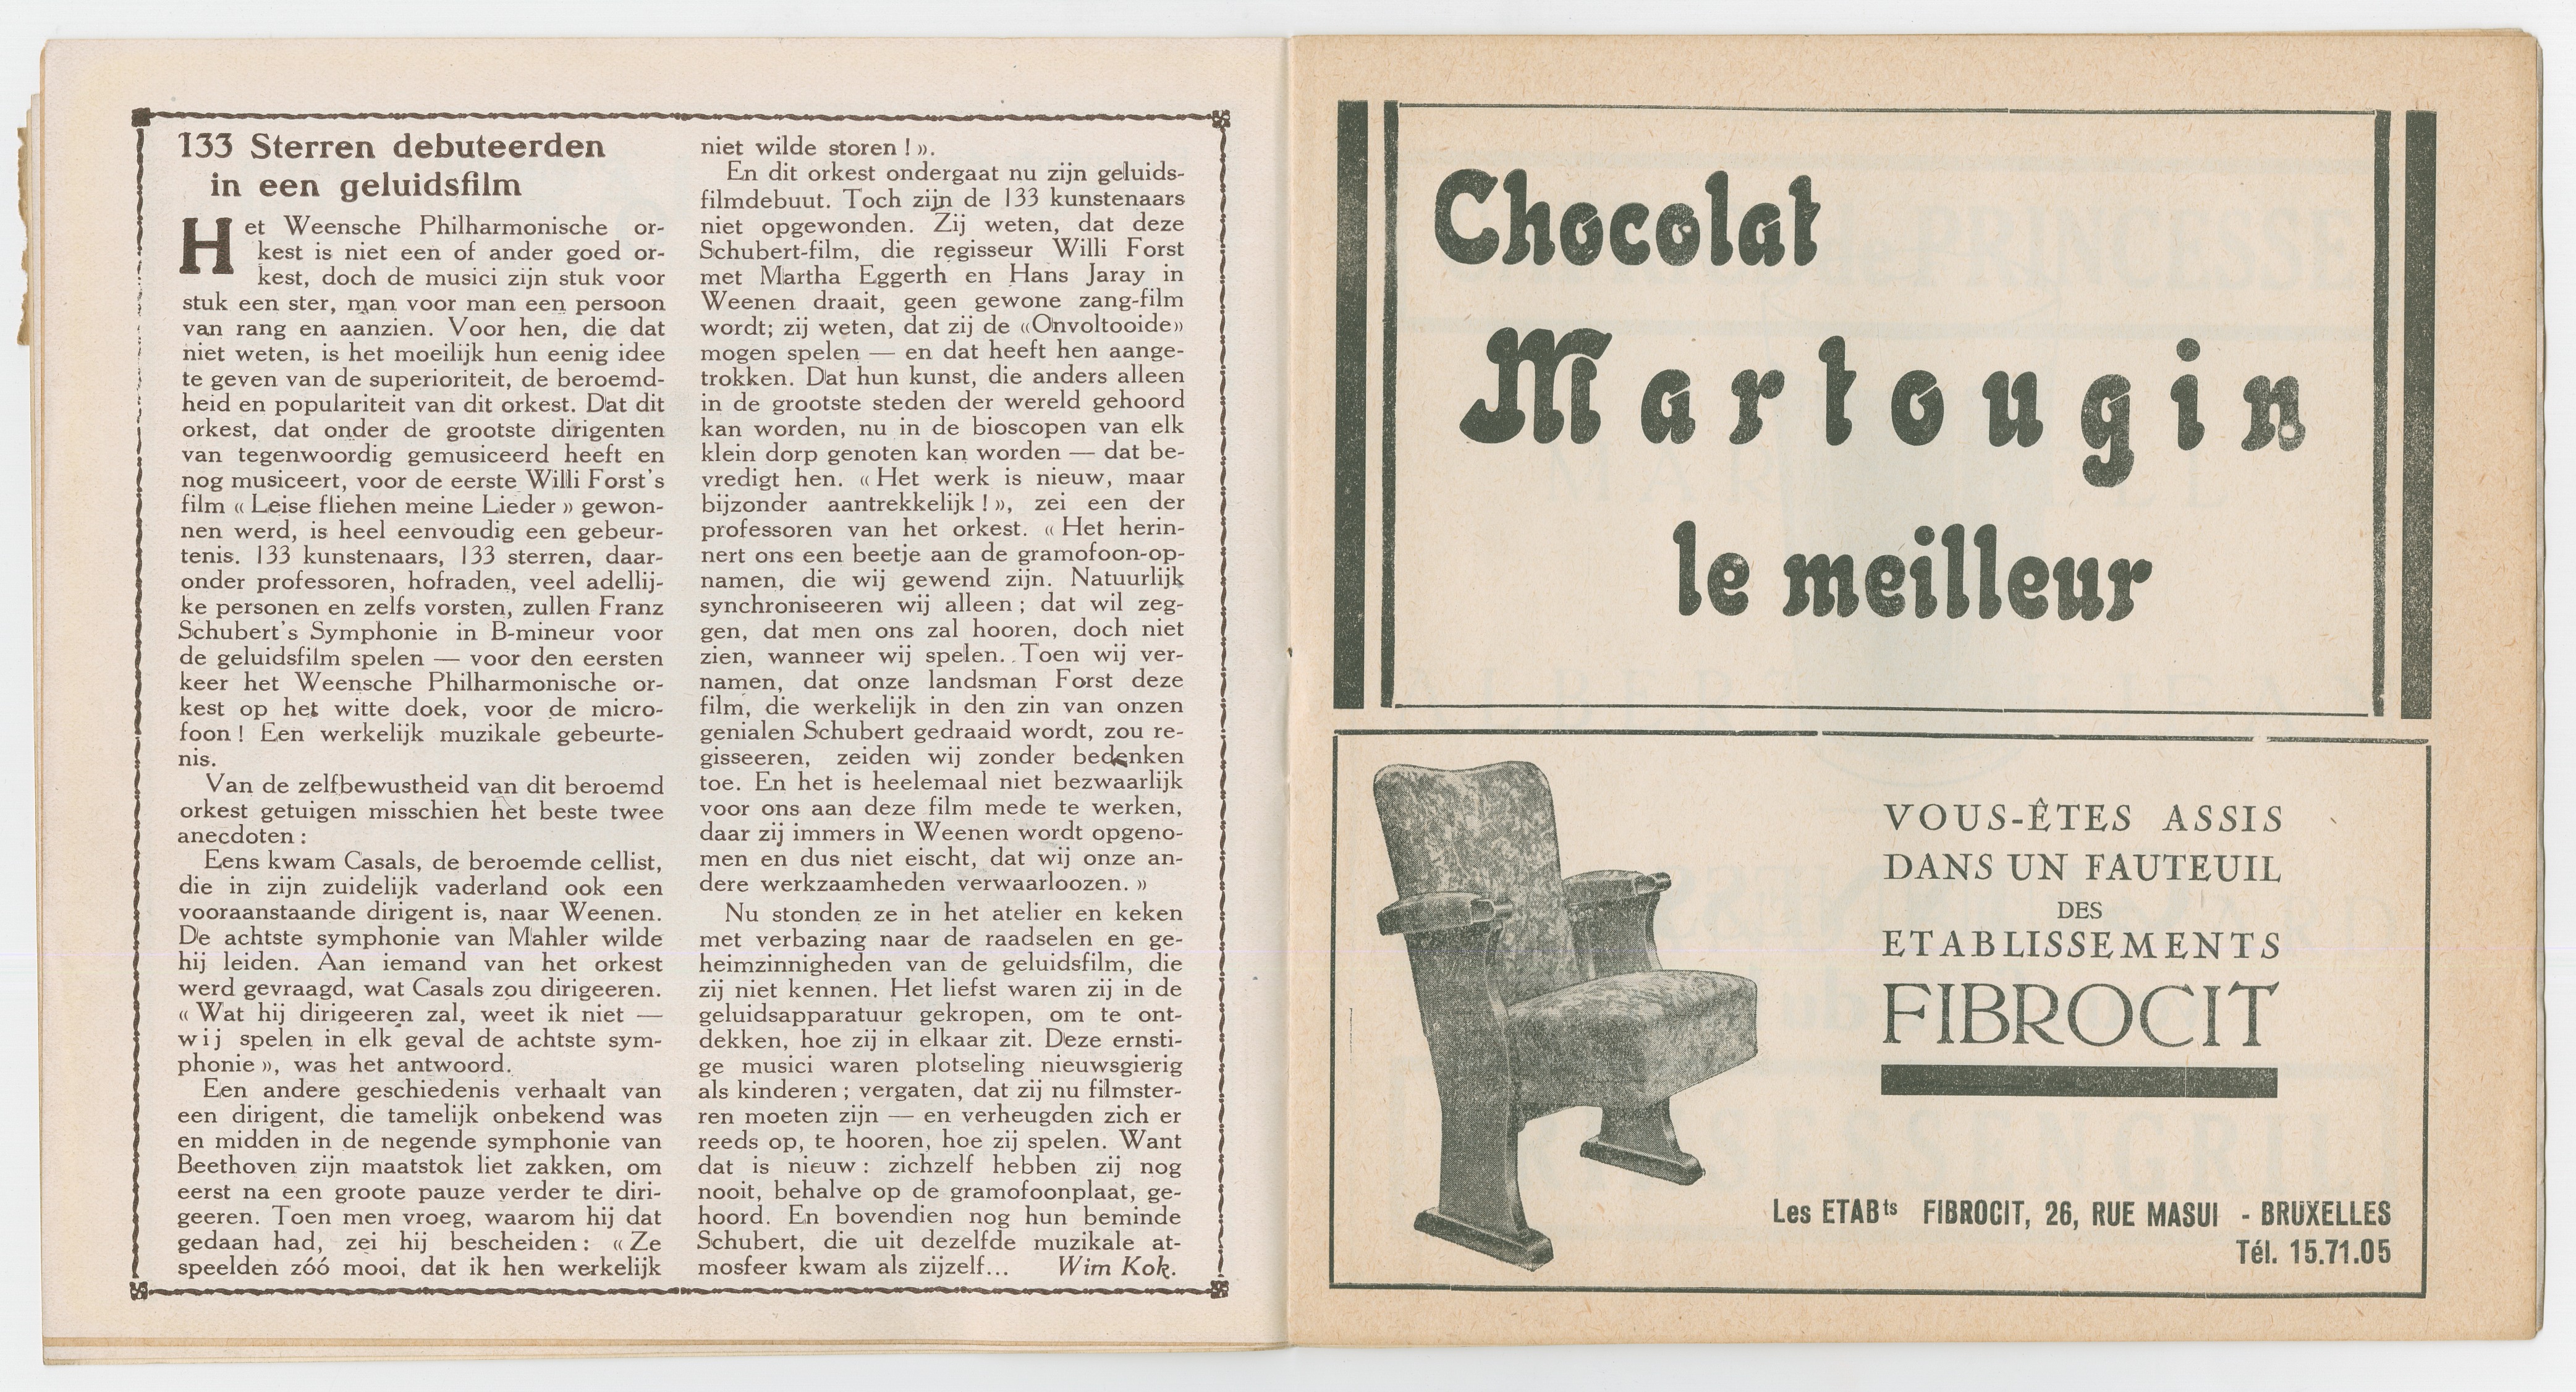 133 Sterren debuteerden
in een geluidsfilm
Het Weensche Philharmonische or-
kest is niet een of ander goed or-
kest, doch de musici zijn stuk voor
stuk een ster, man voor man een persoon
van rang en aanzien. Voor hen, die dat
niet weten, is het moeilijk hun eenig idee
te geven van de superioriteit, de beroemd-
heid en populariteit van dit orkest. Dat dit
orkest, dat onder de grootste dirigenten
van tegenwoordig gemusiceerd heeft en
nog musiceert, voor de eerste Willi Forst's
film « Leise fliehen meine Lieder » gewon-
nen werd, is heel eenvoudig een gebeur-
tenis. 133 kunstenaars, 133 sterren, daar-
onder professoren, hofraden, veel adellij-
ke personen en zelfs vorsten, zullen Franz
Schubert's Symphonie in B-mineur voor
de geluidsfilm spelen — voor den eersten
keer het Weensche Philharmonische or-
kest op het witte doek, voor de micro-
foon ! Een werkelijk muzikale gebeurte-
nis.
Van de zelfbewustheid van dit beroemd
orkest getuigen misschien het beste twee
anecdoten :
Eens kwam Casals, de beroemde cellist,
die in zijn zuidelijk vaderland ook een
vooraanstaande dirigent is, naar Weenen.
De achtste symphonie van Mahler wilde
hij leiden. Aan iemand van het orkest
werd gevraagd, wat Casals zou dirigeeren.
« Wat hij dirigeeren zal, weet ik niet —
wij spelen in elk geval de achtste sym-
phonie », was het antwoord.
Een andere geschiedenis verhaalt van
een dirigent, die tamelijk onbekend was
en midden in de negende symphonie van
Beethoven zijn maatstok liet zakken, om
eerst na een groote pauze verder te diri-
geeren. Toen men vroeg, waarom hij dat
gedaan had, zei hij bescheiden : « Ze
speelden zóó mooi, dat ik hen werkelijk
niet wilde storen ! ».
En dit orkest ondergaat nu zijn geluids-
filmdebuut. Toch zijn de 133 kunstenaars
niet opgewonden. Zij weten, dat deze
Schubert-film, die regisseur Willi Forst
met Martha Eggerth en Hans Jaray in
Weenen draait, geen gewone zang-film
wordt; zij weten, dat zij de «Onvoltooide»
mogen spelen — en dat heeft hen aange-
trokken. Dat hun kunst, die anders alleen
in de grootste steden der wereld gehoord
kan worden, nu in de bioscopen van elk
klein dorp genoten kan worden — dat be-
vredigt hen. « Het werk is nieuw, maar
bijzonder aantrekkelijk ! », zei een der
professoren van het orkest. « Het herin-
nert ons een beetje aan de gramofoon-op-
namen, die wij gewend zijn. Natuurlijk
synchroniseeren wij alleen ; dat wil zeg-
gen, dat men ons zal hooren, doch niet
zien, wanneer wij spelen. Toen wij ver-
namen, dat onze landsman Forst deze
film, die werkelijk in den zin van onzen
genialen Schubert gedraaid wordt, zou re-
gisseeren, zeiden wij zonder bedenken
toe. En het is heelemaal niet bezwaarlijk
voor ons aan deze film mede te werken,
daar zij immers in Weenen wordt opgeno-
men en dus niet eischt, dat wij onze an-
dere werkzaamheden verwaarloozen. »
Nu stonden ze in het atelier en keken
met verbazing naar de raadselen en ge-
heimzinnigheden van de geluidsfilm, die
zij niet kennen. Het liefst waren zij in de
geluidsapparatuur gekropen, om te ont-
dekken, hoe zij in elkaar zit. Deze ernsti-
ge musici waren plotseling nieuwsgierig
als kinderen ; vergaten, dat zij nu filmster-
ren moeten zijn — en verheugden zich er
reeds op, te hooren, hoe zij spelen. Want
dat is nieuw : zichzelf hebben zij nog
nooit, behalve op de gramofoonplaat, ge-
hoord. En bovendien nog hun beminde
Schubert, die uit dezelfde muzikale at-
mosfeer kwam als zijzelf... Wim Kok.
Chocolat
Martougin
le meilleur
VOUS-ÊTES ASSIS
DANS UN FAUTEUIL
DES
ETABLISSEMENTS
FIBROCIT
Les ETABts FIBROCIT, 26, RUE MASUI - BRUXELLES
Tél. 15.71.05